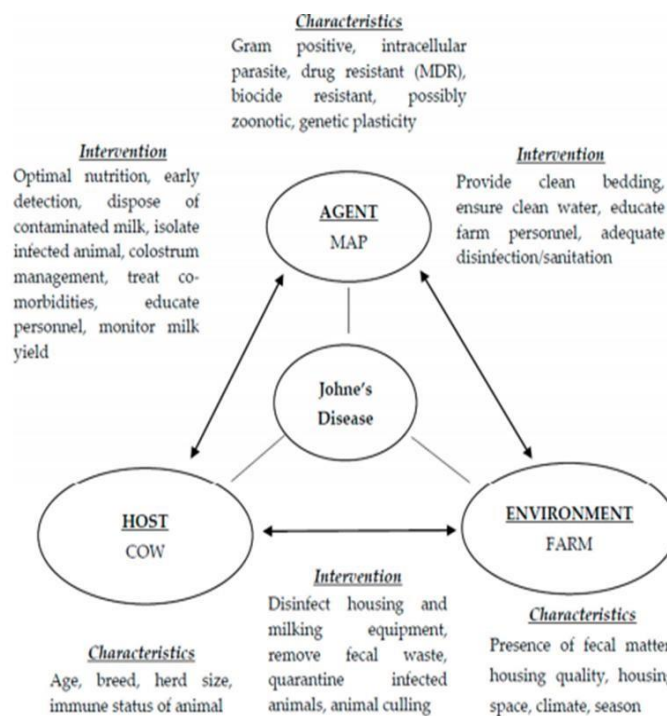 Characteristics
Gram positive, intracellular
parasite, drug resistant (MDR),
biocide resistant, possibly
zoonotic, genetic plasticity
Intervention
Optimal nutrition, early
detection, dispose of
contaminated milk, isolate
infected animal, colostrum
management, treat co-
morbidities, educate
personnel, monitor milk
yield
Intervention
Provide clean bedding,
ensure clean water, educate
farm personnel, adequate
disinfection/sanitation
AGENT
MAP
Johne's
Disease
HOST
COW
ENVIRONMENT
FARM
Intervention
Disinfect housing and
milking equipment,
remove fecal waste,
quarantine infected
animals, animal culling
Characteristics
Age, breed, herd size,
immune status of animal
Characteristics
Presence of fecal matter
housing quality, housing
space, climate, season